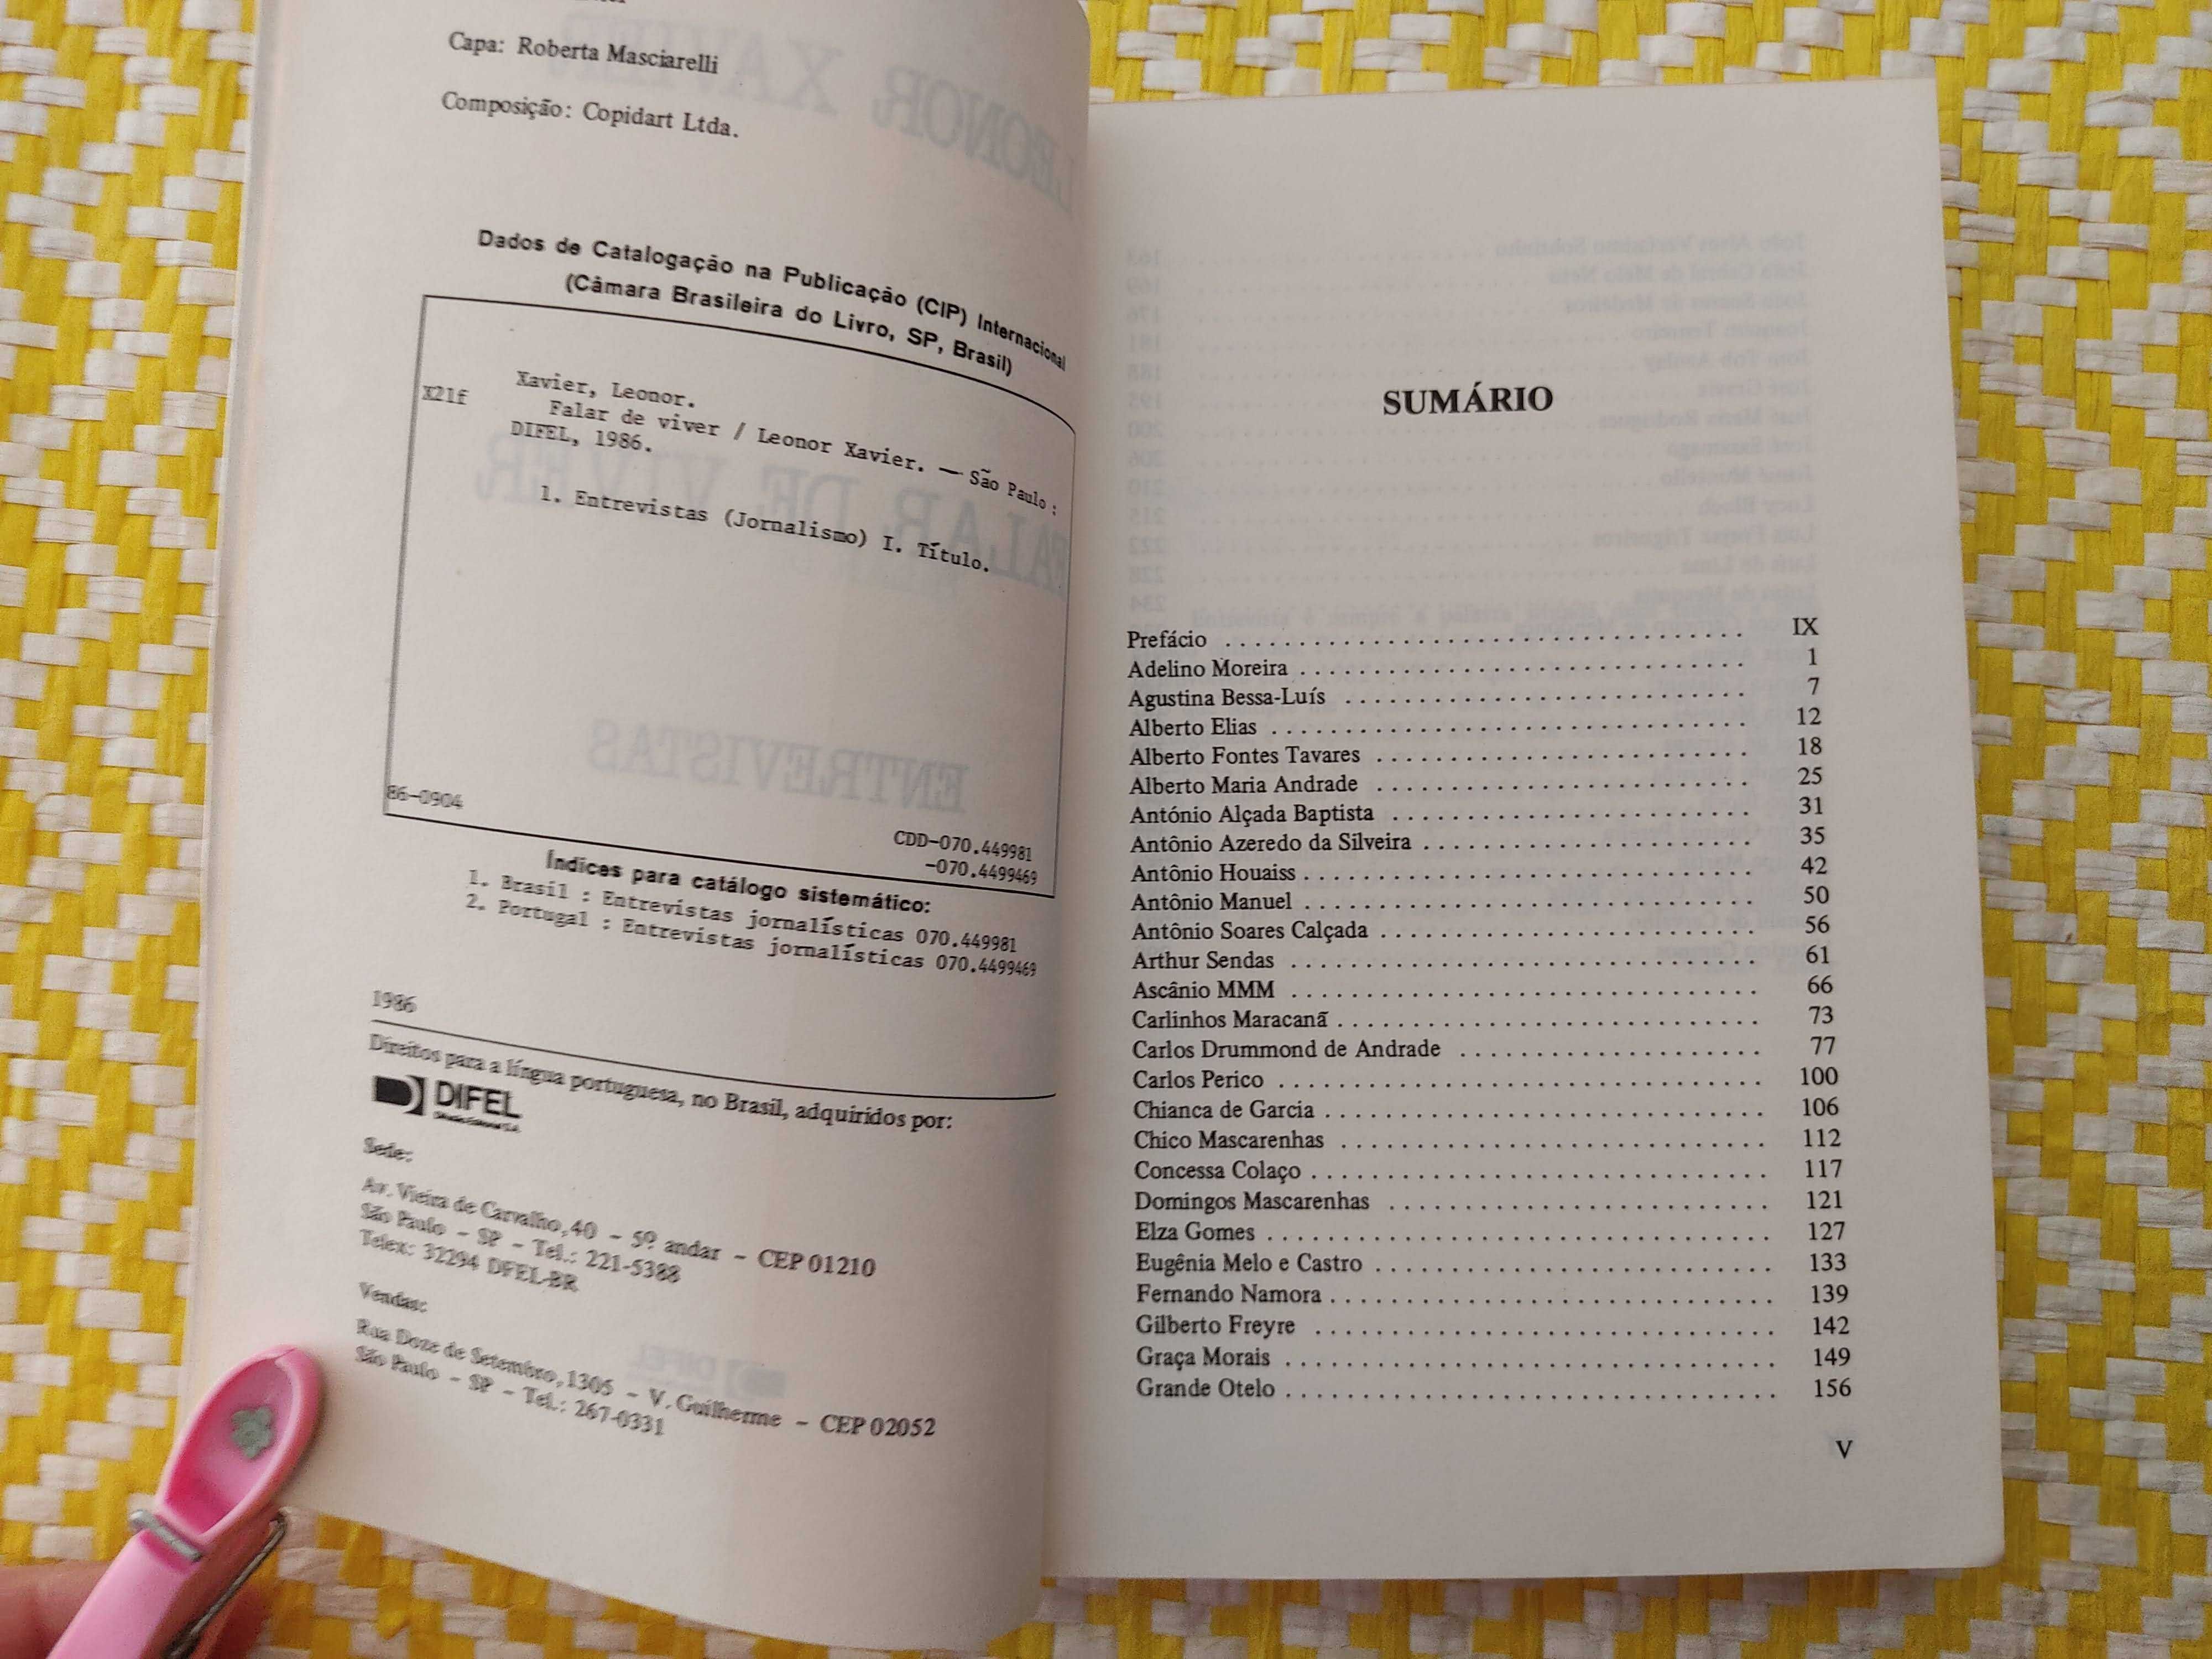 Capa: Roberta Masciarelli
Composição: Copidart Ltda.
Dados de Catalogação na Publicação (CIP) Internacional
(Câmara Brasileira do Livro, SP, Brasil)
Xavier, Leonor.
X21f
Falar de viver / Leonor Xavier. — São Paulo :
DIFEL, 1986.
1. Entrevistas (Jornalismo) I. Título.
86-0904
CDD-070.449981
-070.4499469
Índices para catálogo sistemático:
1. Brasil : Entrevistas jornalísticas 070.449981
2. Portugal : Entrevistas jornalísticas 070.4499469
1986
Direitos para a língua portuguesa, no Brasil, adquiridos por:
DIFEL
Sede:
Av. Vieira de Carvalho, 40 – 5º andar – CEP 01210
São Paulo – SP – Tel.: 221-5388
Telex: 32294 DFEL-BR
Vendas:
Rua Doze de Setembro, 1305 – V. Guilherme – CEP 02052
São Paulo – SP – Tel.: 267-0331
SUMÁRIO
Prefácio . . . . . . . . . . IX
Adelino Moreira . . . . . . . . . . 1
Agustina Bessa-Luís . . . . . . . . . . 7
Alberto Elias . . . . . . . . . . 12
Alberto Fontes Tavares . . . . . . . . . . 18
Alberto Maria Andrade . . . . . . . . . . 25
António Alçada Baptista . . . . . . . . . . 31
Antônio Azeredo da Silveira . . . . . . . . . . 35
Antônio Houaiss . . . . . . . . . . 42
Antônio Manuel . . . . . . . . . . 50
Antônio Soares Calçada . . . . . . . . . . 56
Arthur Sendas . . . . . . . . . . 61
Ascânio MMM . . . . . . . . . . 66
Carlinhos Maracanã . . . . . . . . . . 73
Carlos Drummond de Andrade . . . . . . . . . . 77
Carlos Perico . . . . . . . . . . 100
Chianca de Garcia . . . . . . . . . . 106
Chico Mascarenhas . . . . . . . . . . 112
Concessa Colaço . . . . . . . . . . 117
Domingos Mascarenhas . . . . . . . . . . 121
Elza Gomes . . . . . . . . . . 127
Eugênia Melo e Castro . . . . . . . . . . 133
Fernando Namora . . . . . . . . . . 139
Gilberto Freyre . . . . . . . . . . 142
Graça Morais . . . . . . . . . . 149
Grande Otelo . . . . . . . . . . 156
V